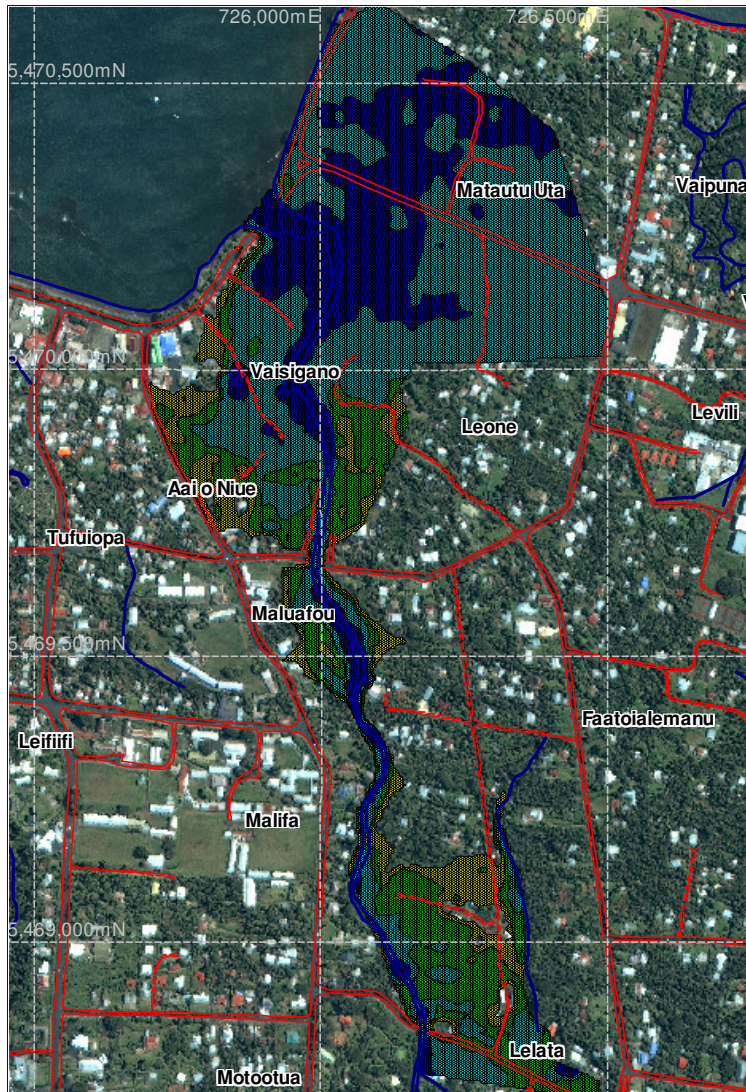 726,000mE
726,500mE
5,470,500mN
Matautu Uta
Vaipuna
5,470,000mN
Vaisigano
Leone
Levili
Aai o Niue
Tufuiopa
Maluafou
5,469,500mN
Faatoialemanu
Leifiifi
Malifa
5,469,000mN
Lelata
Motootua